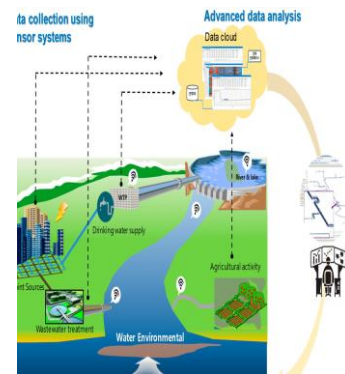 ata collection using
nsor systems
Advanced data analysis
Data cloud
River & lake
WTP
Drinking water supply
Agricultural activity
int Sources
Wastewater treatment
Water Environmental